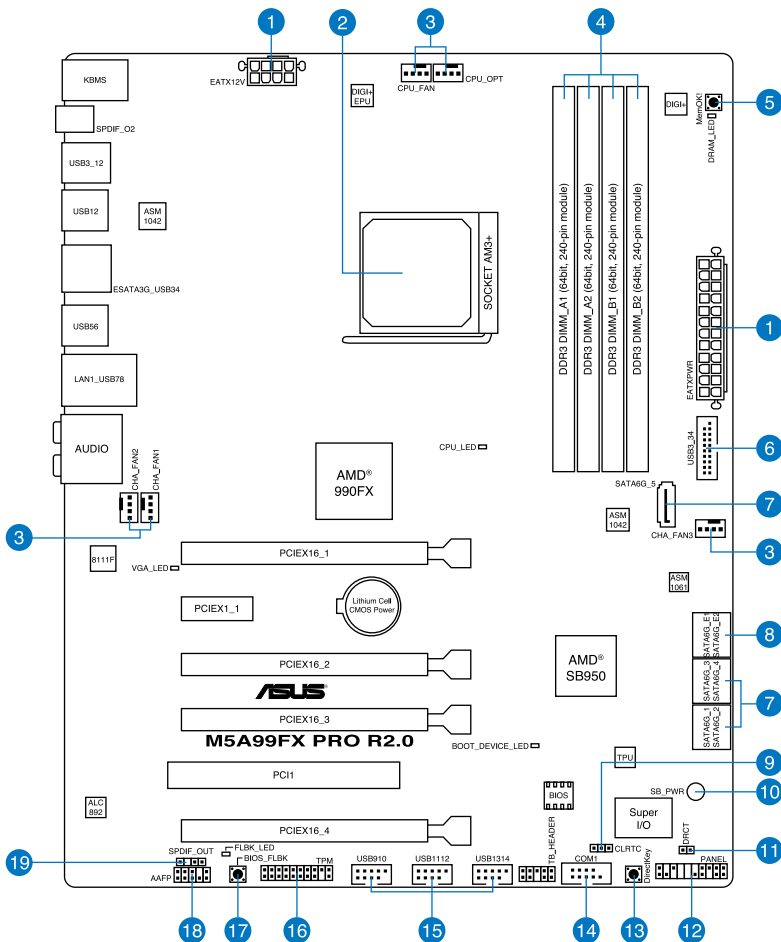 1
2
3
4
KBMS
EATX12V
CPU_FAN
CPU_OPT
DIGI+
EPU
DIGI+
MemOK!
DRAM_LED
5
SPDIF_O2
USB3_12
USB12
ASM
1042
ESATA3G_USB34
USB56
LAN1_USB78
AUDIO
SOCKET AM3+
DDR3 DIMM_A1 (64bit, 240-pin module)
DDR3 DIMM_A2 (64bit, 240-pin module)
DDR3 DIMM_B1 (64bit, 240-pin module)
DDR3 DIMM_B2 (64bit, 240-pin module)
EATXPWR
1
USB3_34
6
CPU_LED
AMD®
990FX
CHA_FAN2
CHA_FAN1
3
SATA6G_5
7
ASM
1042
CHA_FAN3
3
8111F
VGA_LED
PCIEX16_1
ASM
1061
PCIEX1_1
Lithium Cell
CMOS Power
SATA6G_E1
SATA6G_E2
8
AMD®
SB950
PCIEX16_2
SATA6G_3
SATA6G_4
7
ASUS
PCIEX16_3
SATA6G_1
SATA6G_2
M5A99FX PRO R2.0
BOOT_DEVICE_LED
9
TPU
PCI1
BIOS
SB_PWR
10
ALC
892
Super
I/O
PCIEX16_4
CLRTC
DRCT
11
SPDIF_OUT
FLBK_LED
BIOS_FLBK
19
AAFP
TPM
USB910
USB1112
USB1314
TB_HEADER
COM1
DirectKey
PANEL
18
17
16
15
14
13
12